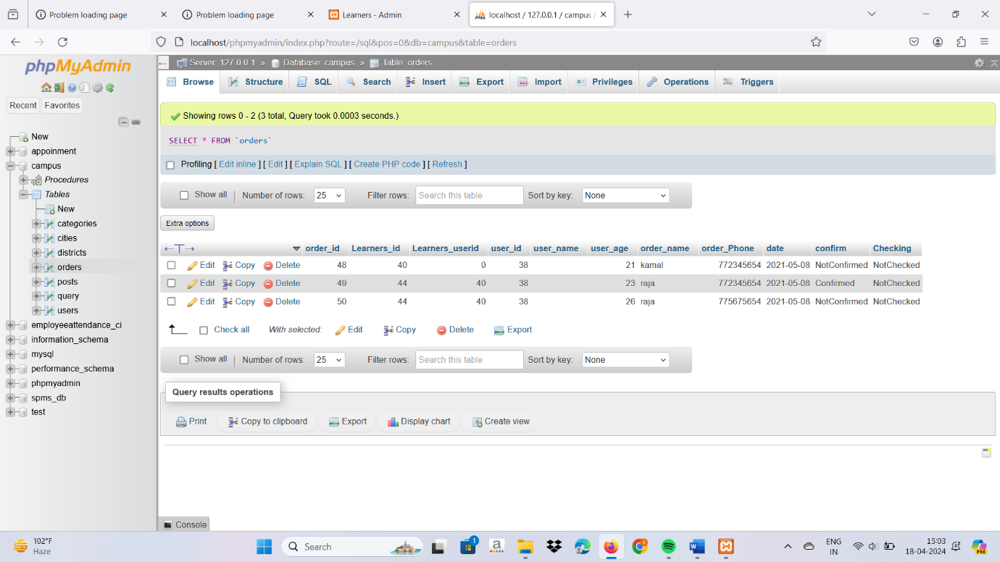 Problem loading page
Problem loading page
Learners - Admin
localhost / 127.0.0.1 / campus /
localhost/phpmyadmin/index.php?route=/sql&pos=0&db=campus&table=orders
phpMyAdmin
Server: 127.0.0.1 » Database: campus » Table: orders
Browse Structure SQL Search Insert Export Import Privileges Operations Triggers
Recent Favorites
New
appoinment
campus
Procedures
Tables
New
categories
cities
districts
orders
posts
query
users
employeeattendance_ci
information_schema
mysql
performance_schema
phpmyadmin
spms_db
test
Showing rows 0 - 2 (3 total, Query took 0.0003 seconds.)
SELECT * FROM `orders`
Profiling [ Edit inline ] [ Edit ] [ Explain SQL ] [ Create PHP code ] [ Refresh ]
Show all | Number of rows: 25 Filter rows: Search this table Sort by key: None
Extra options
←T→ order_id Learners_id Learners_userid user_id user_name user_age order_name order_Phone date confirm Checking
Edit Copy Delete 48 40 0 38 21 kamal 772345654 2021-05-08 NotConfirmed NotChecked
Edit Copy Delete 49 44 40 38 23 raja 772345654 2021-05-08 Confirmed NotChecked
Edit Copy Delete 50 44 40 38 26 raja 775675654 2021-05-08 NotConfirmed NotChecked
Check all With selected: Edit Copy Delete Export
Show all | Number of rows: 25 Filter rows: Search this table Sort by key: None
Query results operations
Print Copy to clipboard Export Display chart Create view
Console
102°F
Haze
Search
1
a
W
ENG
IN
15:03
18-04-2024
PRE